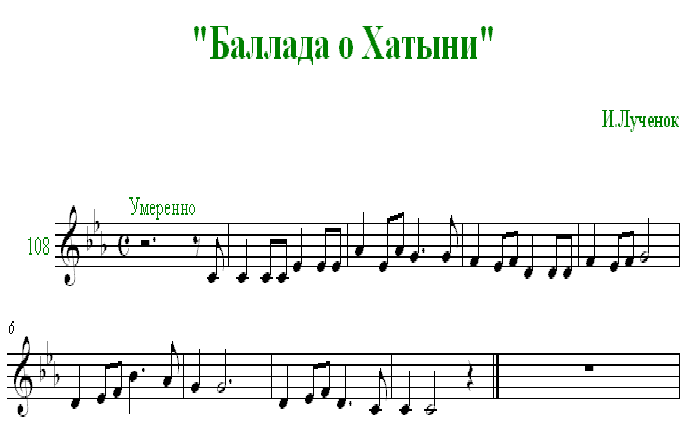 "Баллада о Хатыни"
И.Лученок
Умеренно
108
6